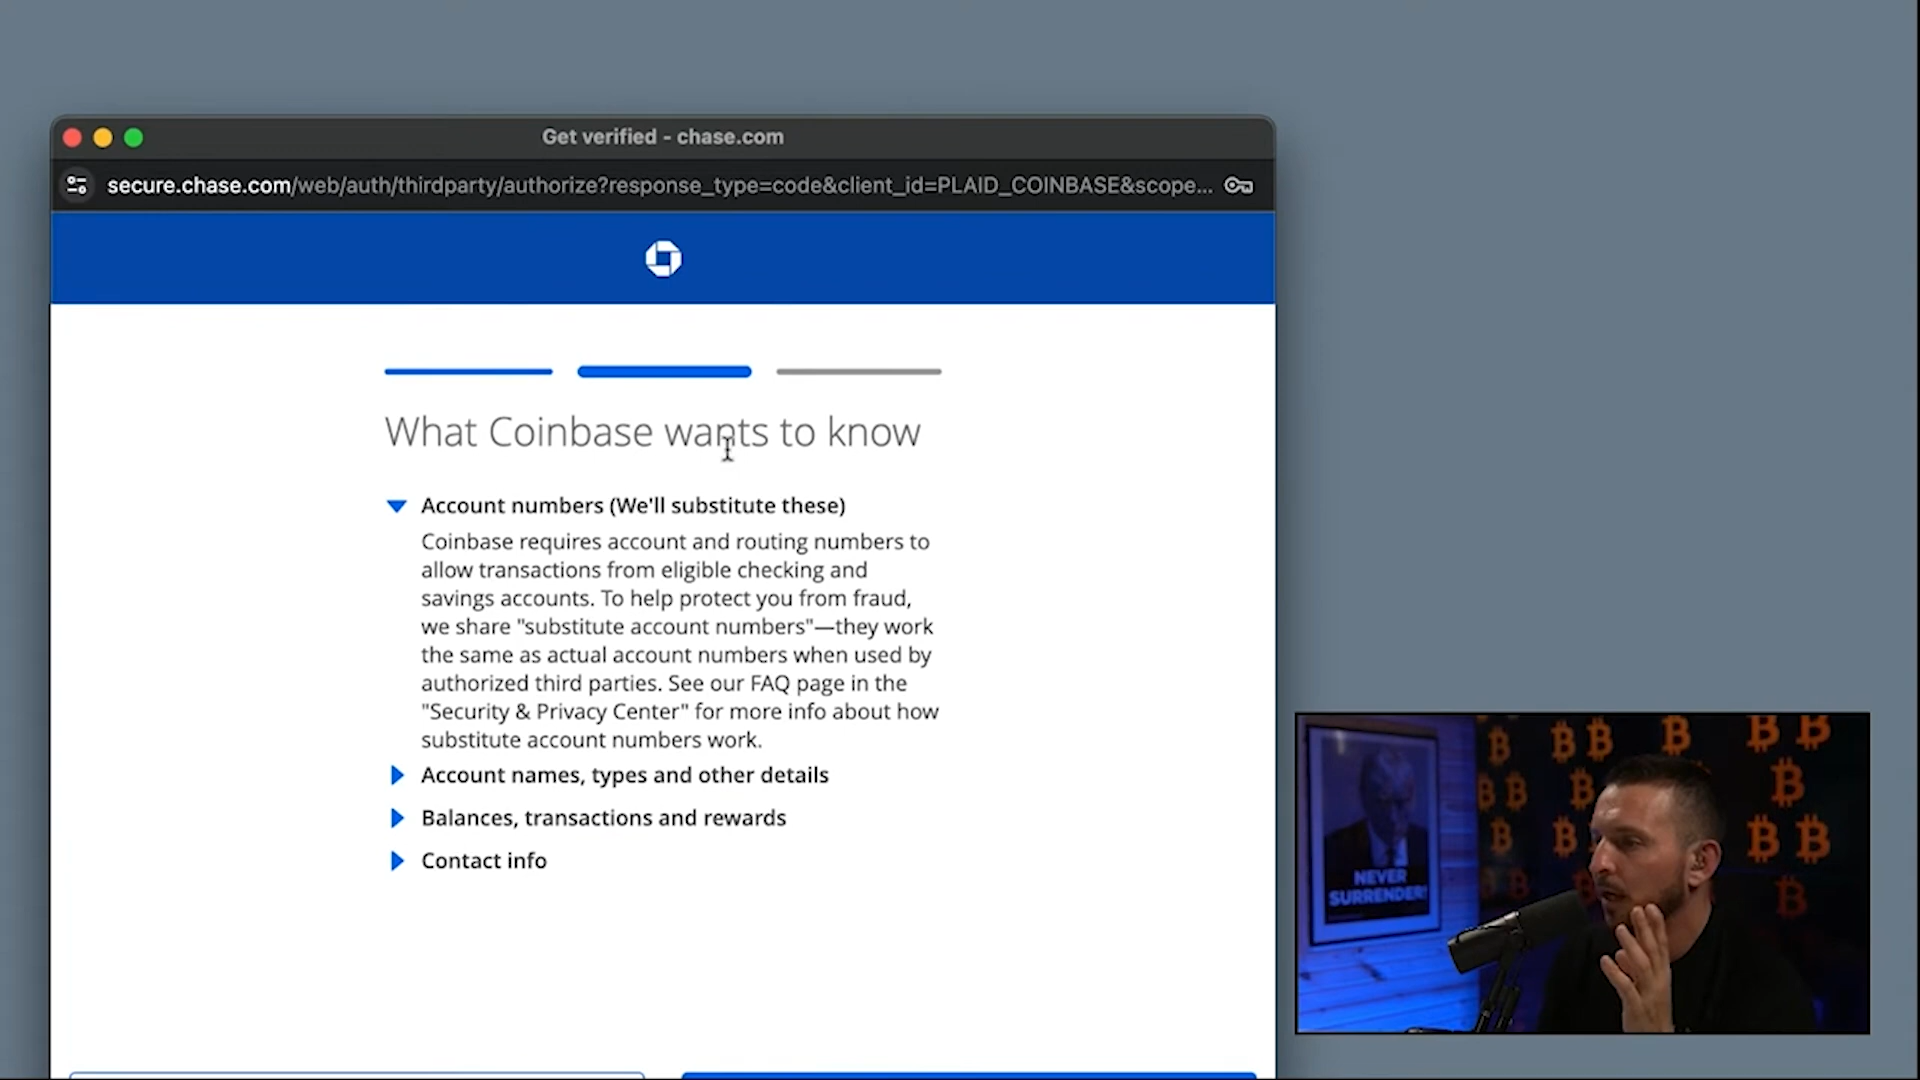 Get verified - chase.com
secure.chase.com/web/auth/thirdparty/authorize?response_type=code&client_id=PLAID_COINBASE&scope...
What Coinbase wants to know
Account numbers (We'll substitute these)
Coinbase requires account and routing numbers to
allow transactions from eligible checking and
savings accounts. To help protect you from fraud,
we share "substitute account numbers"—they work
the same as actual account numbers when used by
authorized third parties. See our FAQ page in the
"Security & Privacy Center" for more info about how
substitute account numbers work.
Account names, types and other details
Balances, transactions and rewards
Contact info
NEVER
SURRENDER!